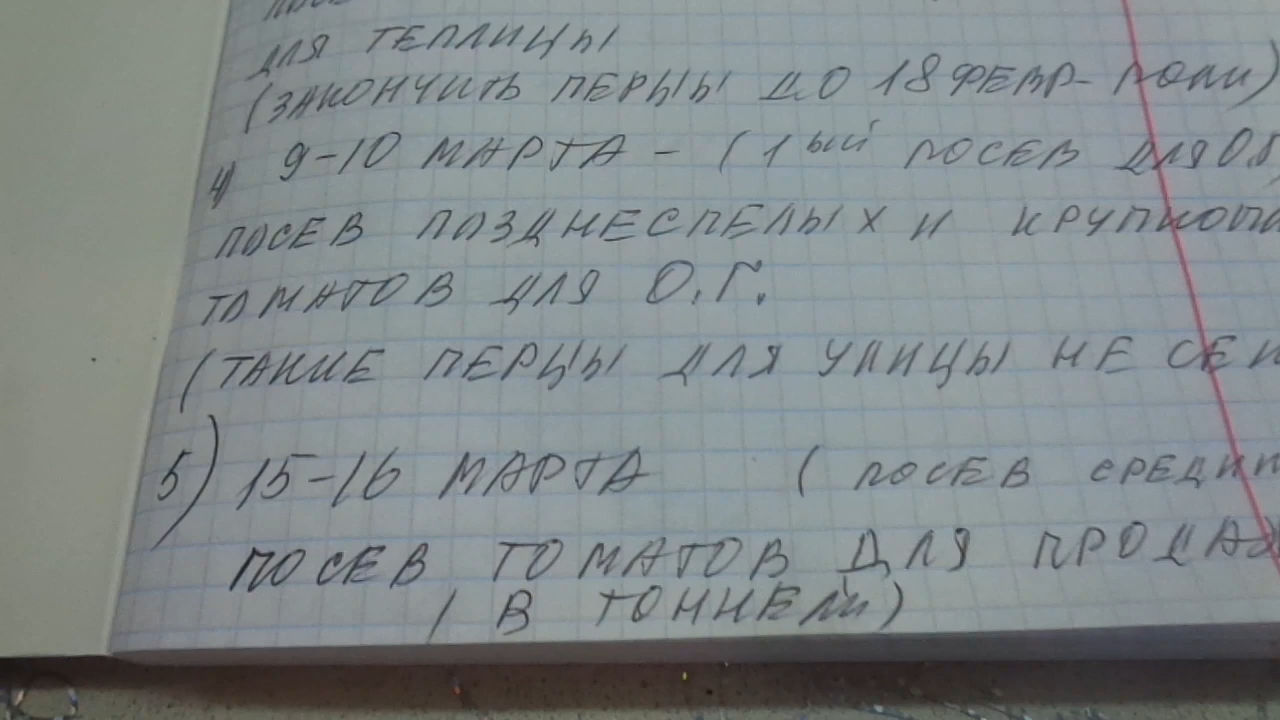 ДЛЯ ТЕПЛИЦЫ
(ЗАКОНЧИТЬ ПЕРЦЫ ДО 18 ФЕВР-
4) 9-10 МАРТА - (1ый ПОСЕВ ДЛЯ
ПОСЕВ ПОЗДНЕСПЕЛЫХ И
ТОМАТОВ ДЛЯ О.Г.
(ТАКИЕ ПЕРЦЫ ДЛЯ УЛИЦЫ НЕ
5) 15-16 МАРТА (ПОСЕВ
ПОСЕВ ТОМАТОВ ДЛЯ
(В ТОННЕЛИ)